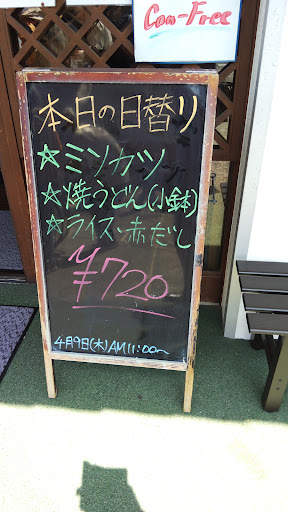 Com-Free
本日の日替り
☆ミンカツ
☆焼うどん(小鉢)
☆ライス・赤だし
¥720
4月9日(木)AM11:00〜